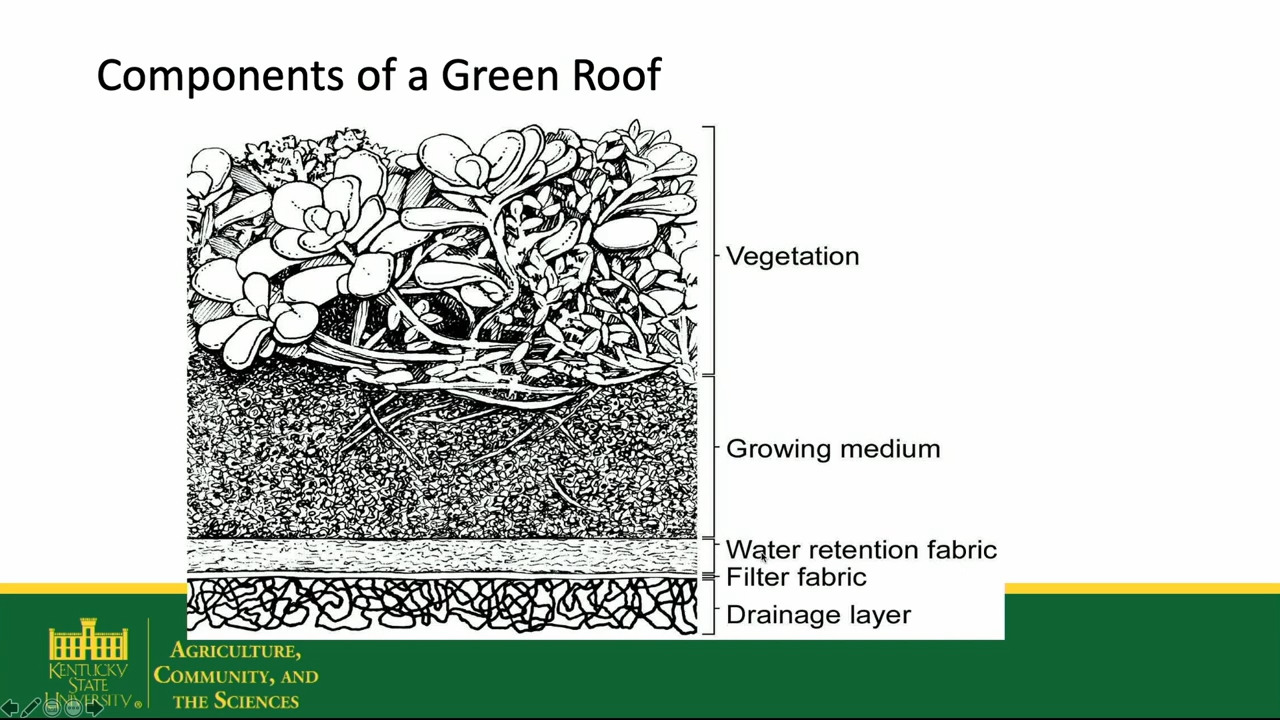 Components of a Green Roof
Vegetation
Growing medium
Water retention fabric
Filter fabric
Drainage layer
KENTUCKY
STATE
UNIVERSITY®
AGRICULTURE,
COMMUNITY, AND
THE SCIENCES